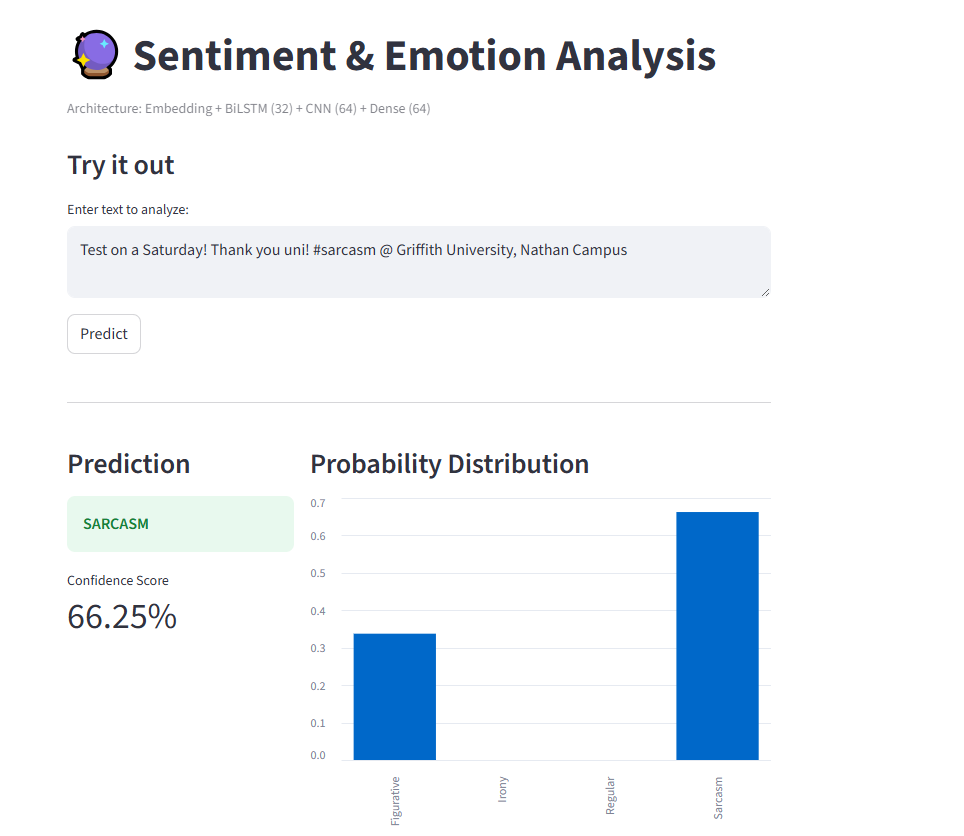 Sentiment & Emotion Analysis
Architecture: Embedding + BiLSTM (32) + CNN (64) + Dense (64)
Try it out
Enter text to analyze:
Test on a Saturday! Thank you uni! #sarcasm @ Griffith University, Nathan Campus
Predict
Prediction
SARCASM
Confidence Score
66.25%
Probability Distribution
0.7
0.6
0.5
0.4
0.3
0.2
0.1
0.0
Figurative
Irony
Regular
Sarcasm